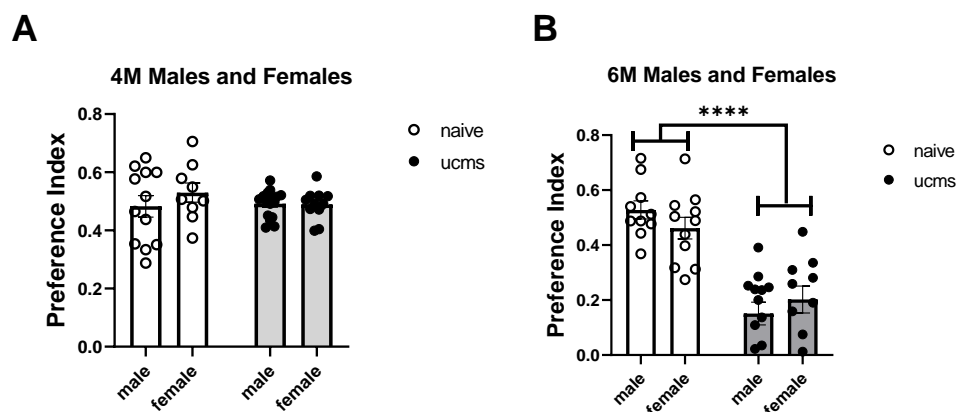 A
4M Males and Females
Preference Index
0.8
0.6
0.4
0.2
0.0
male
female
male
female
naive
ucms
B
6M Males and Females
Preference Index
0.8
0.6
0.4
0.2
0.0
****
male
female
male
female
naive
ucms